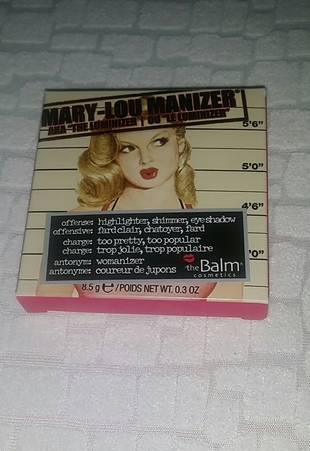 MARY-LOU MANIZER®
AKA "THE LUMINIZER" / OU "LE LUMINIZER"
5'6"
5'0"
4'6"
'0"
offense: highlighter, shimmer, eyeshadow
offensive: fard clair, chatoyer, fard
charge: too pretty, too popular
charge: trop jolie, trop populaire
antonym: womanizer
antonyme: coureur de jupons
theBalm®
cosmetics
8.5 g e/POIDS NET WT. 0.3 OZ